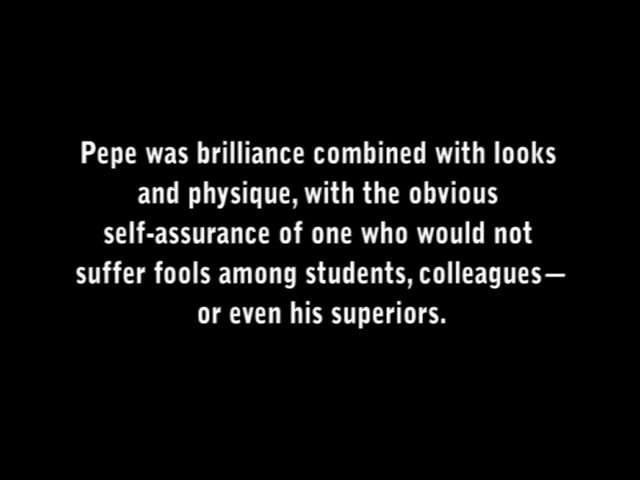 Pepe was brilliance combined with looks
and physique, with the obvious
self-assurance of one who would not
suffer fools among students, colleagues—
or even his superiors.